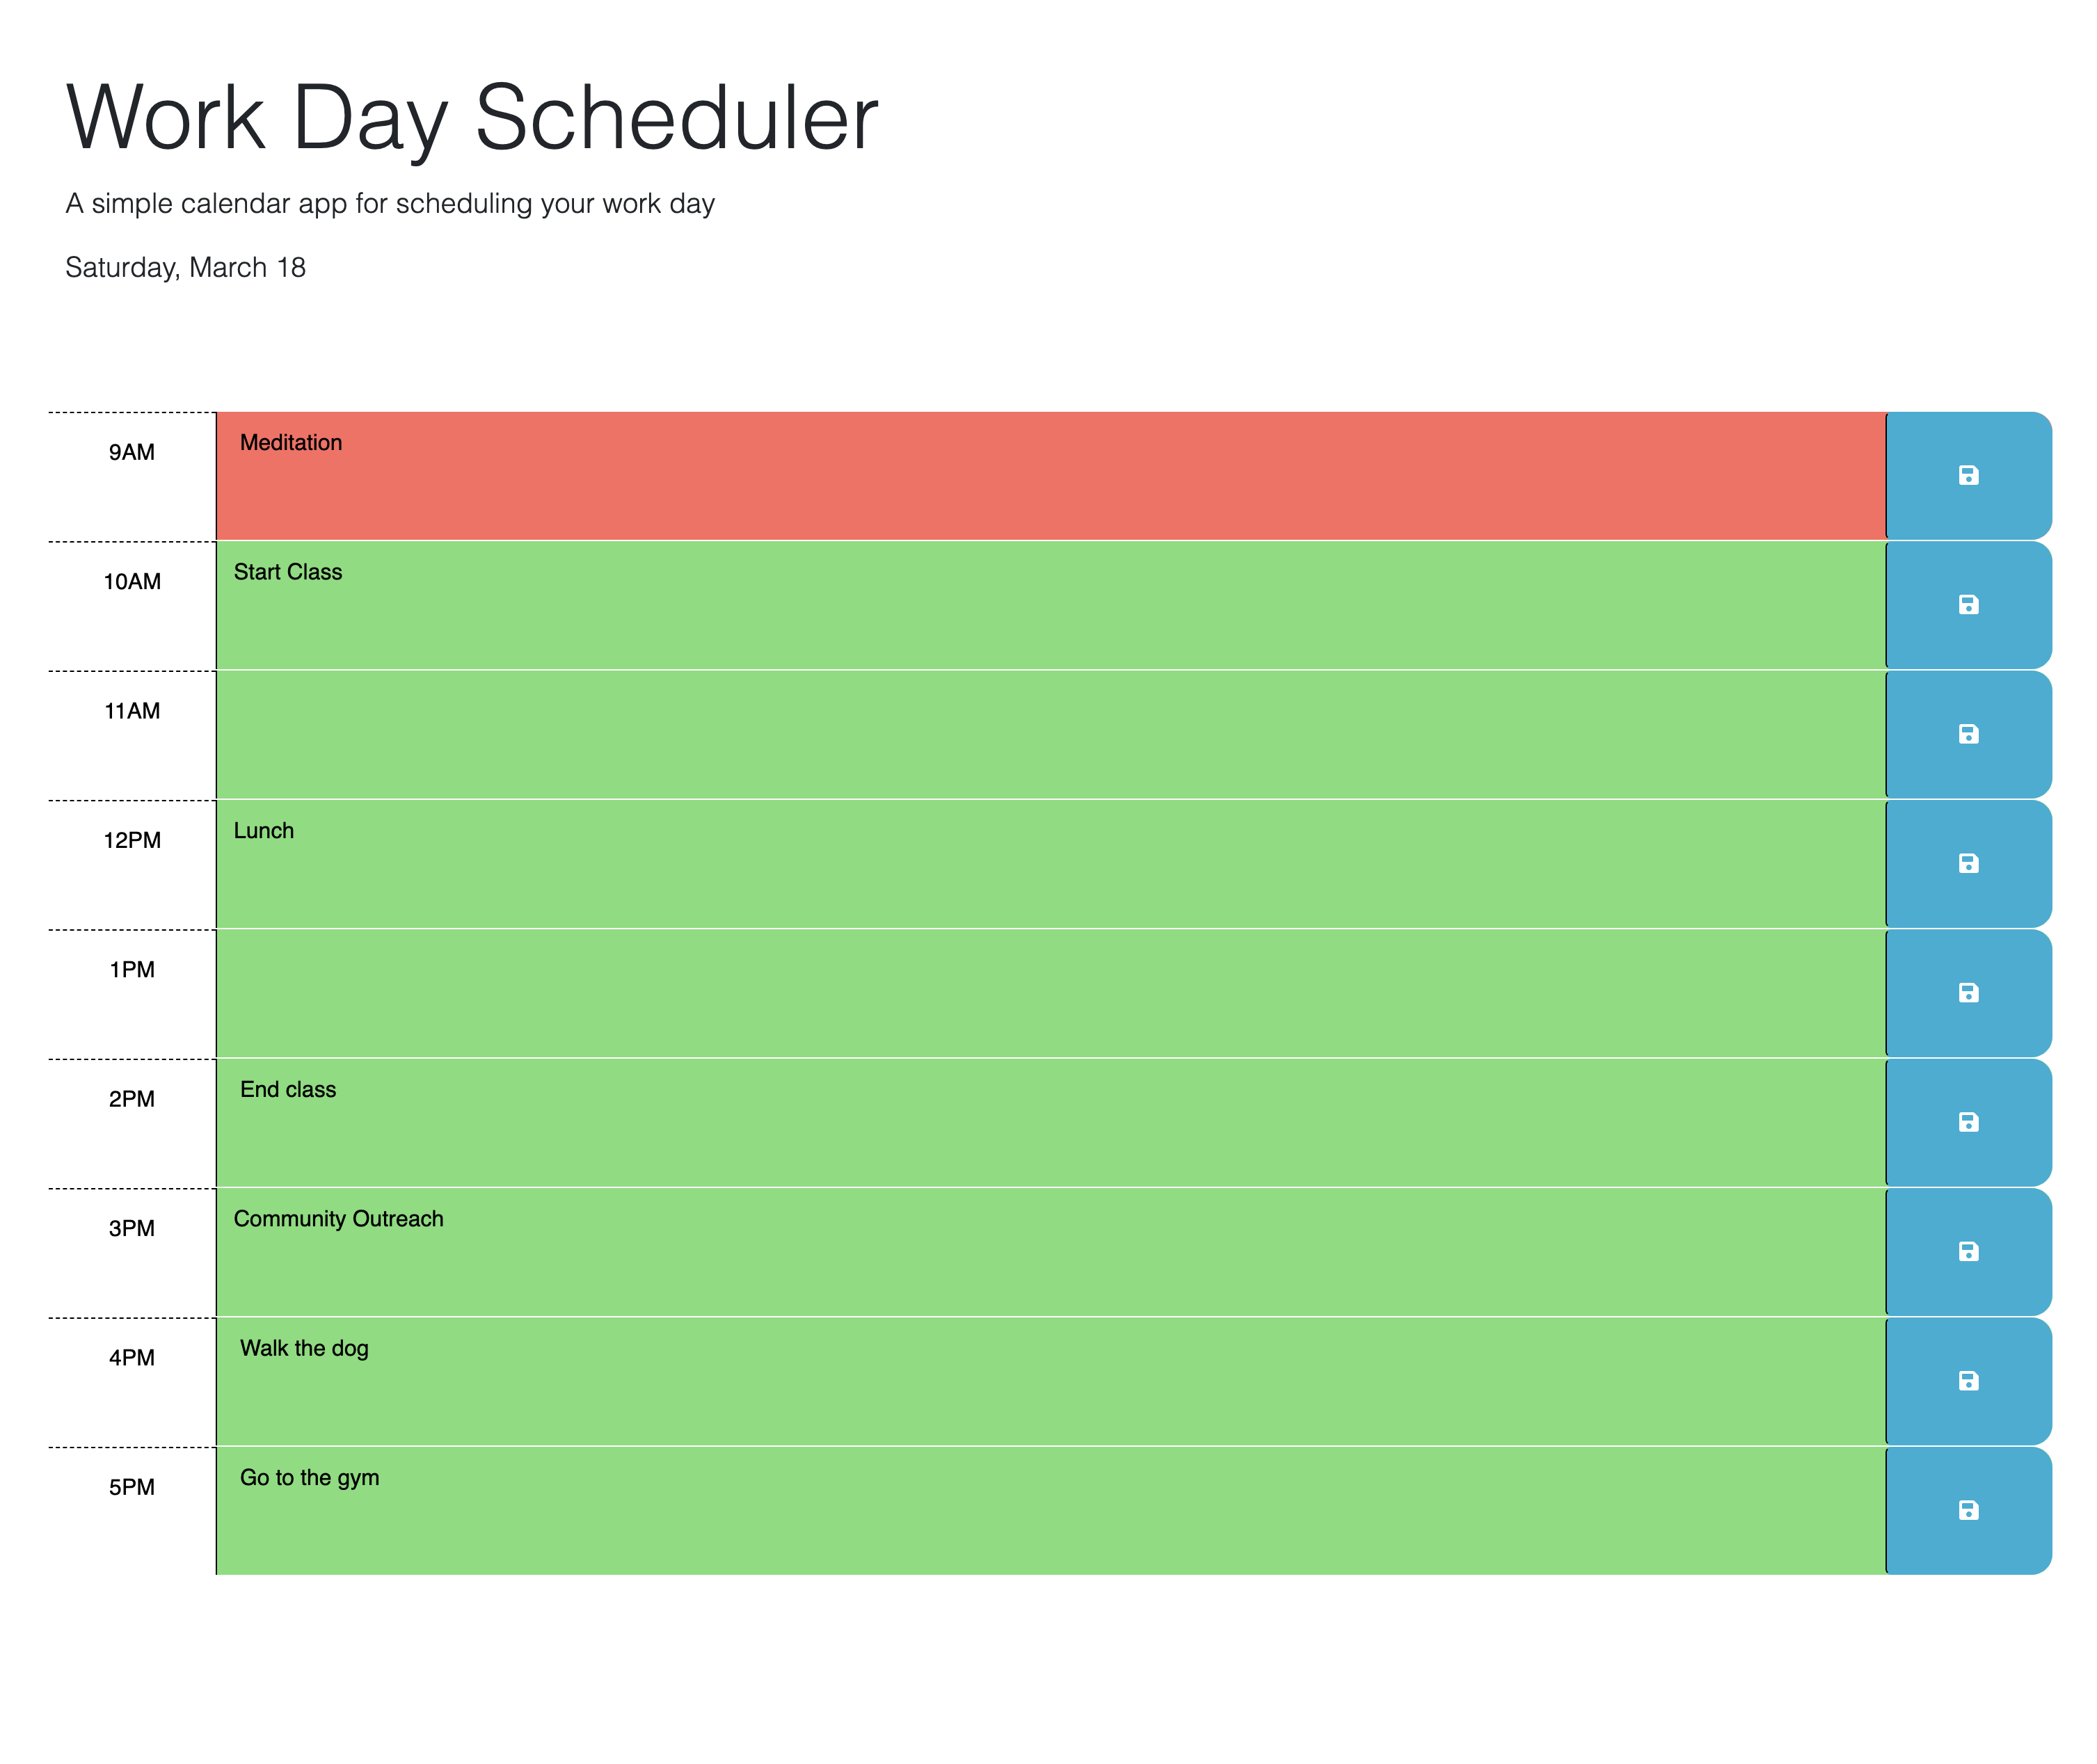 Work Day Scheduler
A simple calendar app for scheduling your work day
Saturday, March 18
9AM
Meditation
10AM
Start Class
11AM
12PM
Lunch
1PM
2PM
End class
3PM
Community Outreach
4PM
Walk the dog
5PM
Go to the gym